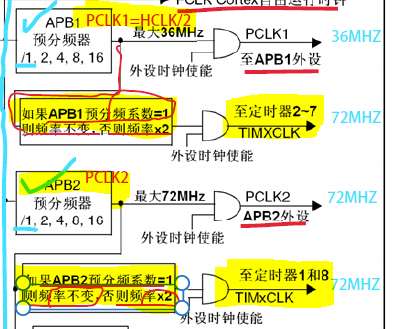 FCLK Cortex自由运行时钟
APB1
预分频器
/1, 2, 4, 8, 16
PCLK1=HCLK/2
最大36MHz
PCLK1
至APB1外设
36MHZ
外设时钟使能
如果APB1预分频系数=1
则频率不变,否则频率x2
至定时器2~7
TIMXCLK
72MHZ
外设时钟使能
APB2
预分频器
/1, 2, 4, 8, 16
PCLK2
最大72MHz
PCLK2
APB2外设
72MHZ
外设时钟使能
如果APB2预分频系数=1
则频率不变,否则频率x2
至定时器1和8
TIMxCLK
72MHZ
外设时钟使能